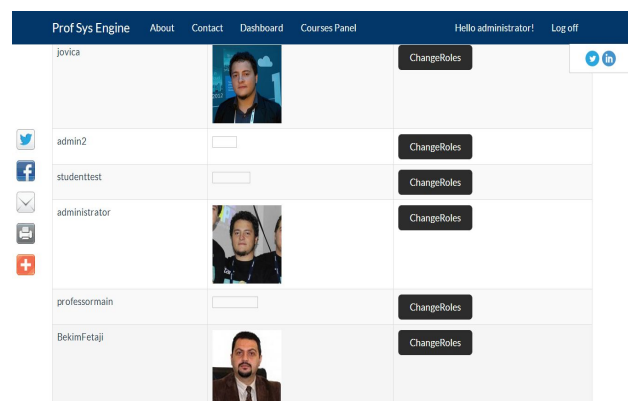 Prof Sys Engine About Contact Dashboard Courses Panel Hello administrator! Log off
jovica ChangeRoles
admin2 ChangeRoles
studenttest ChangeRoles
administrator ChangeRoles
professormain ChangeRoles
BekimFetaji ChangeRoles